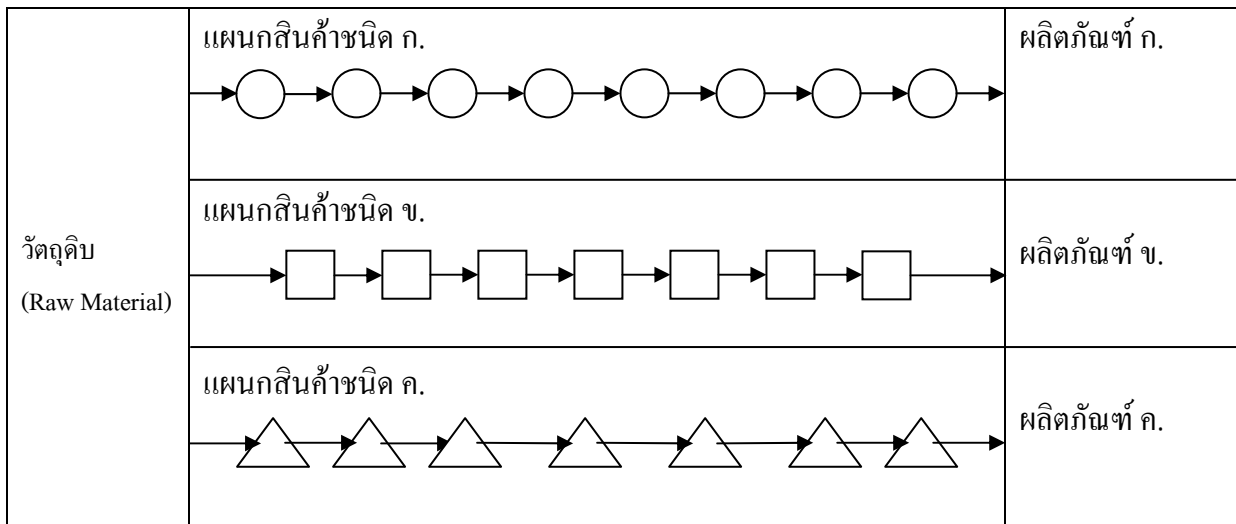 แผนกสินค้าชนิด ก.
ผลิตภัณฑ์ ก.
วัตถุดิบ
(Raw Material)
แผนกสินค้าชนิด ข.
ผลิตภัณฑ์ ข.
แผนกสินค้าชนิด ค.
ผลิตภัณฑ์ ค.